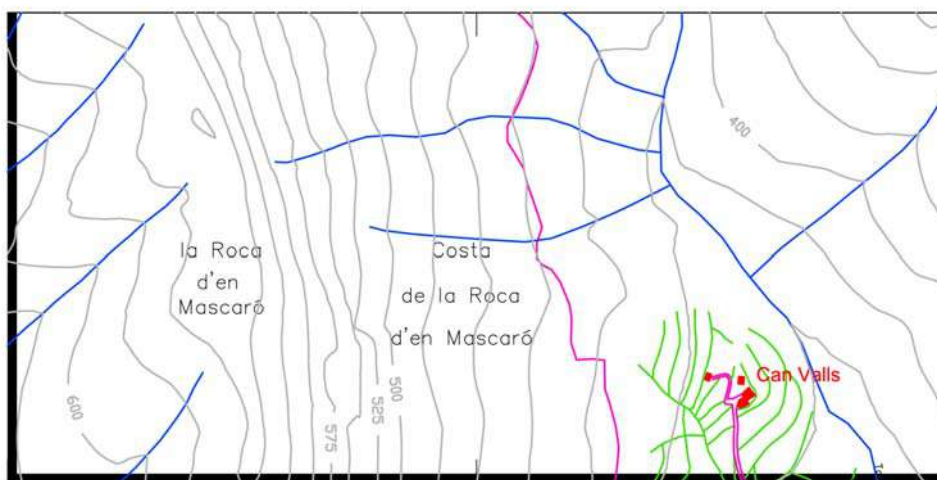 400
la Roca
d'en
Mascaró
Costa
de la Roca
d'en Mascaró
Can Valls
600
575
525
500